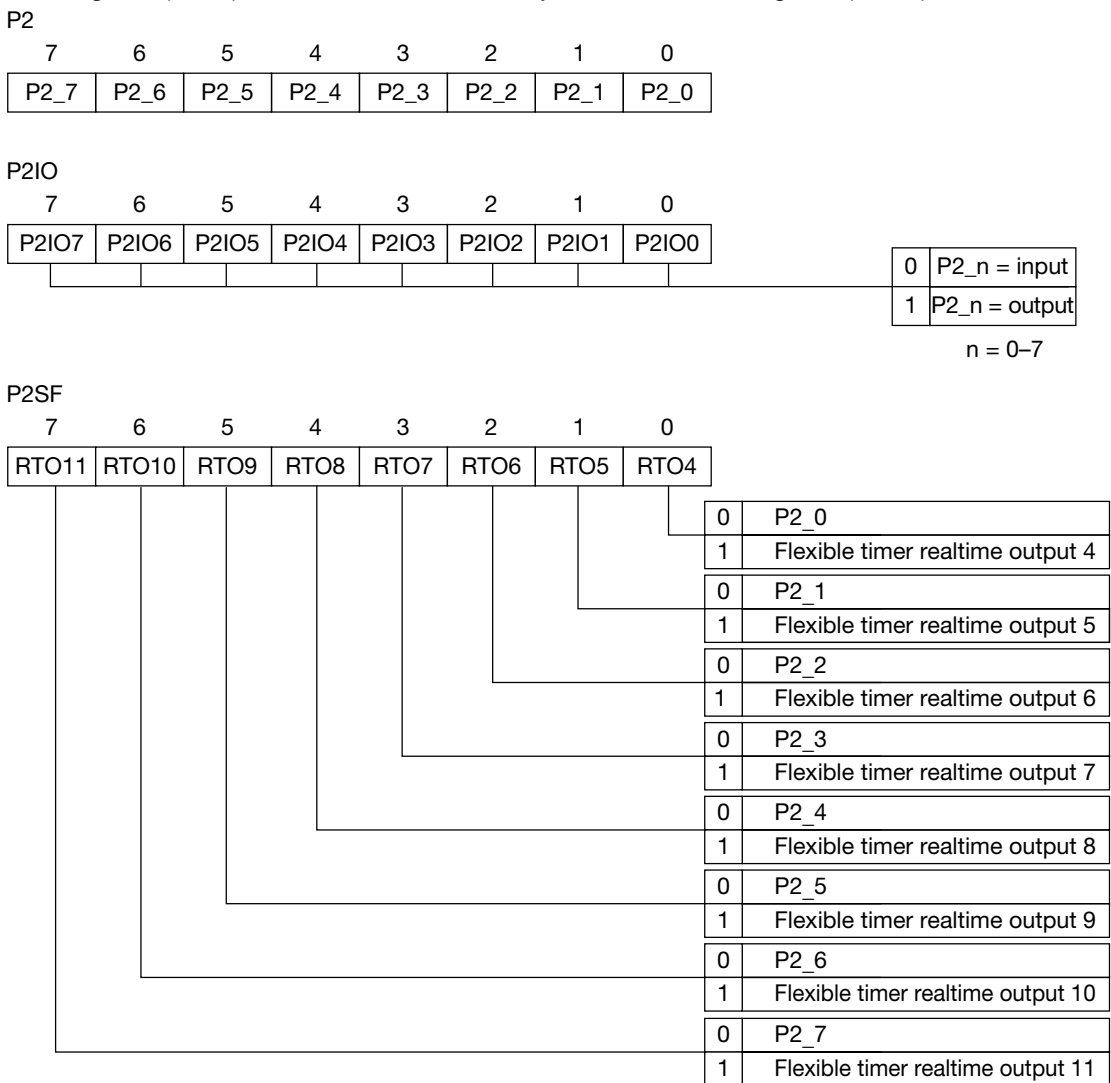 P2
7 6 5 4 3 2 1 0
P2_7 P2_6 P2_5 P2_4 P2_3 P2_2 P2_1 P2_0
P2IO
7 6 5 4 3 2 1 0
P2IO7 P2IO6 P2IO5 P2IO4 P2IO3 P2IO2 P2IO1 P2IO0
0 P2_n = input
1 P2_n = output
n = 0–7
P2SF
7 6 5 4 3 2 1 0
RTO11 RTO10 RTO9 RTO8 RTO7 RTO6 RTO5 RTO4
0 P2_0
1 Flexible timer realtime output 4
0 P2_1
1 Flexible timer realtime output 5
0 P2_2
1 Flexible timer realtime output 6
0 P2_3
1 Flexible timer realtime output 7
0 P2_4
1 Flexible timer realtime output 8
0 P2_5
1 Flexible timer realtime output 9
0 P2_6
1 Flexible timer realtime output 10
0 P2_7
1 Flexible timer realtime output 11